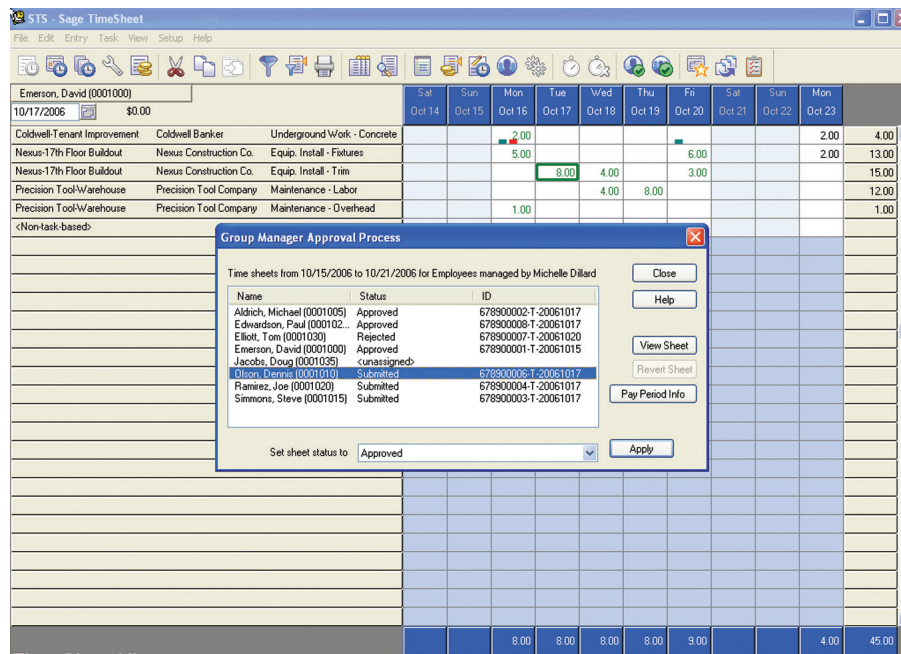 STS - Sage TimeSheet
File Edit Entry Task View Setup Help
Emerson, David (0001000)
10/17/2006 $0.00
Sat Sun Mon Tue Wed Thu Fri Sat Sun Mon
Oct 14 Oct 15 Oct 16 Oct 17 Oct 18 Oct 19 Oct 20 Oct 21 Oct 22 Oct 23
Coldwell-Tenant Improvement Coldwell Banker Underground Work - Concrete 2.00 2.00 4.00
Nexus-17th Floor Buildout Nexus Construction Co. Equip. Install - Fixtures 5.00 6.00 2.00 13.00
Nexus-17th Floor Buildout Nexus Construction Co. Equip. Install - Trim 8.00 4.00 3.00 15.00
Precision Tool-Warehouse Precision Tool Company Maintenance - Labor 4.00 8.00 12.00
Precision Tool-Warehouse Precision Tool Company Maintenance - Overhead 1.00 1.00
<Non-task-based>
Group Manager Approval Process
Time sheets from 10/15/2006 to 10/21/2006 for Employees managed by Michelle Dillard
Close
Help
View Sheet
Revert Sheet
Pay Period Info
Name Status ID
Aldrich, Michael (0001005) Approved 678900002-T-20061017
Edwardson, Paul (000102... Approved 678900008-T-20061017
Elliott, Tom (0001030) Rejected 678900007-T-20061020
Emerson, David (0001000) Approved 678900001-T-20061015
Jacobs, Doug (0001035) <unassigned>
Olson, Dennis (0001010) Submitted 678900006-T-20061017
Ramirez, Joe (0001020) Submitted 678900004-T-20061017
Simmons, Steve (0001015) Submitted 678900003-T-20061017
Set sheet status to Approved Apply
8.00 8.00 8.00 8.00 9.00 4.00 45.00